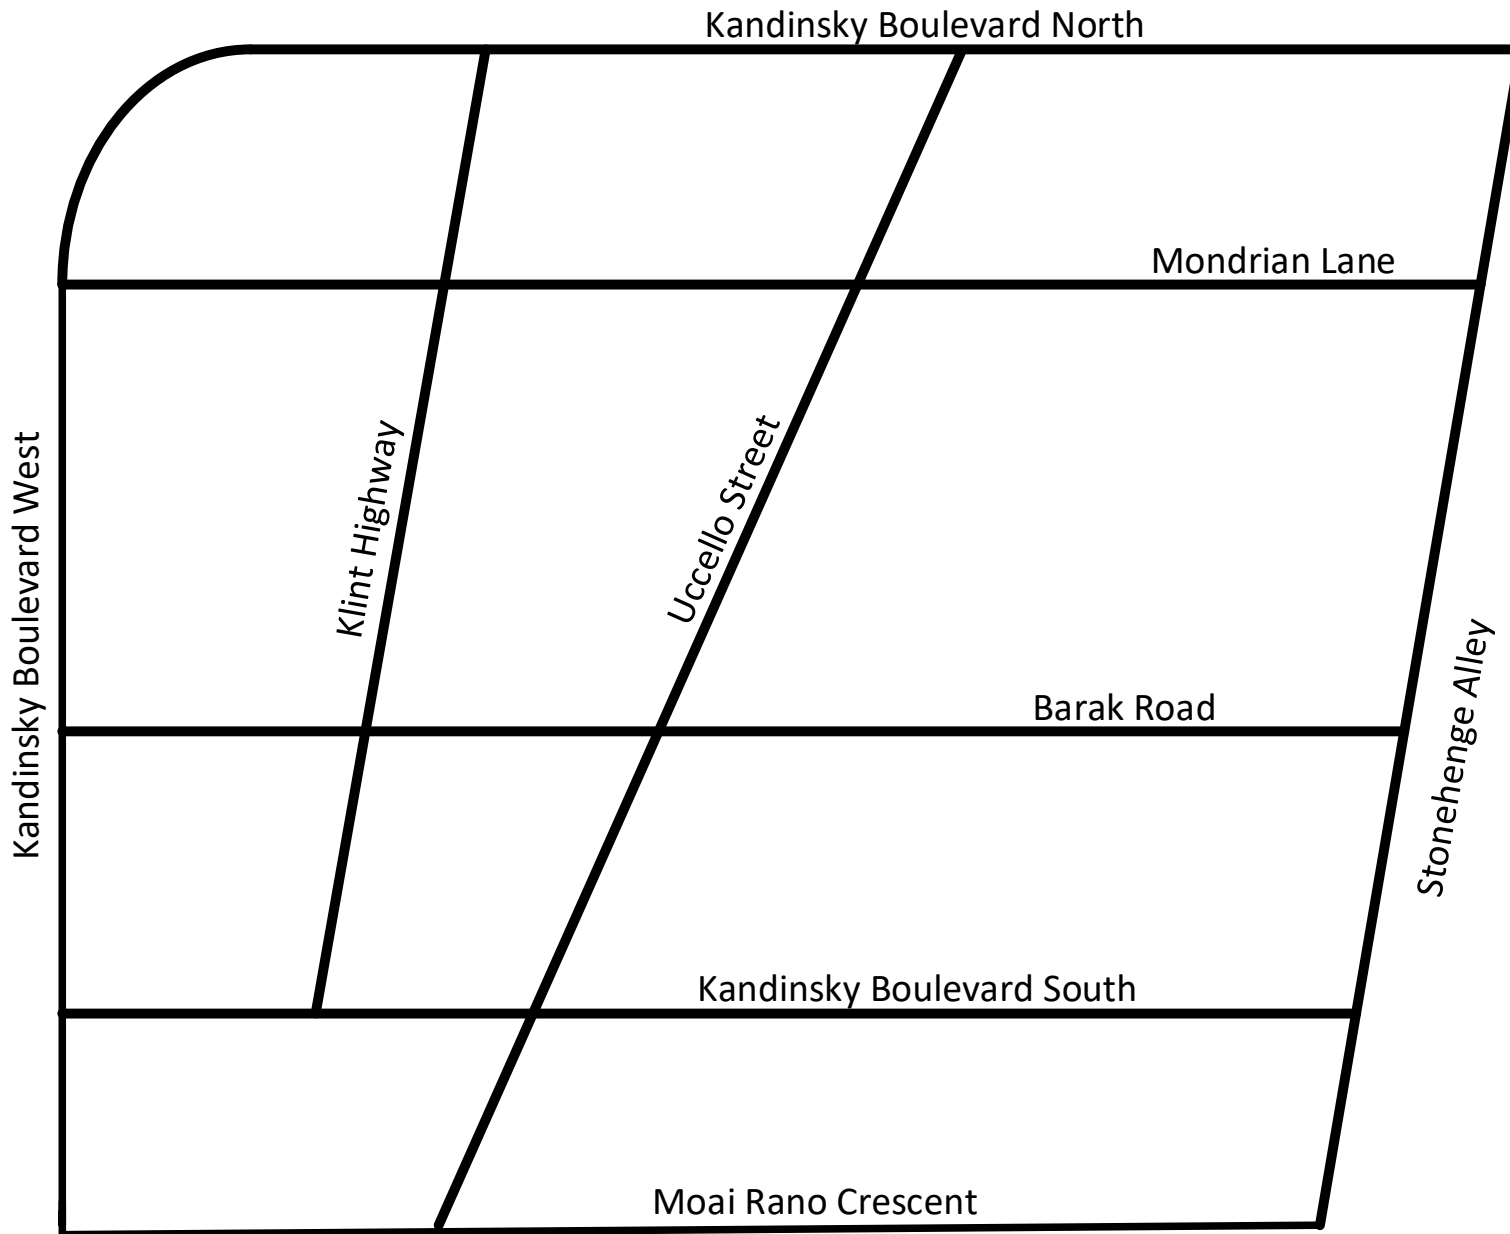 Kandinsky Boulevard North
Mondrian Lane
Klint Highway
Uccello Street
Kandinsky Boulevard West
Stonehenge Alley
Barak Road
Kandinsky Boulevard South
Moai Rano Crescent